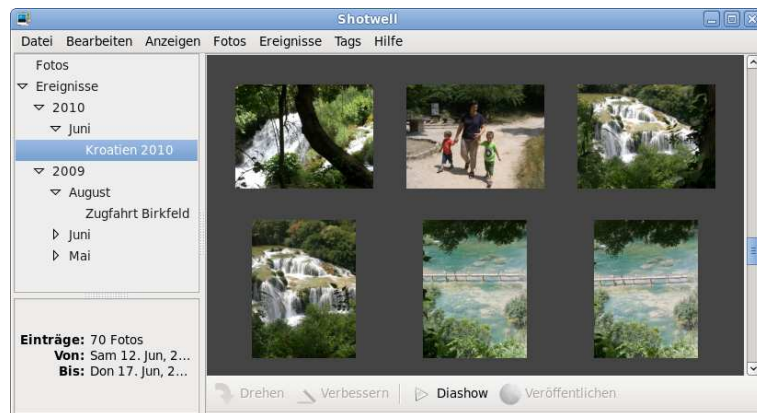 Shotwell
Datei Bearbeiten Anzeigen Fotos Ereignisse Tags Hilfe
Fotos
Ereignisse
2010
Juni
Kroatien 2010
2009
August
Zugfahrt Birkfeld
Juni
Mai
Einträge: 70 Fotos
Von: Sam 12. Jun, 2...
Bis: Don 17. Jun, 2...
Drehen Verbessern Diashow Veröffentlichen